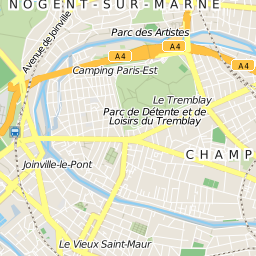 NOGENT-SUR-MARNE
Parc des Artistes
Avenue de Joinville
A4
A4
A4
Camping Paris-Est
Le Tremblay
Parc de Détente et de
Loisirs du Tremblay
CHAMP
Joinville-le-Pont
Le Vieux Saint-Maur